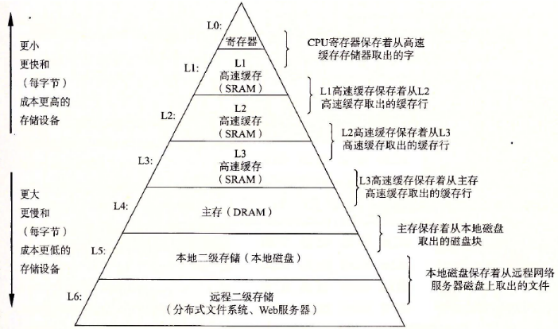 L0:
寄存器
CPU寄存器保存着从高速
缓存存储器取出的字
更小
更快和
（每字节）
成本更高的
存储设备
L1:
L1
高速缓存
（SRAM）
L1高速缓存保存着从L2
高速缓存取出的缓存行
L2:
L2
高速缓存
（SRAM）
L2高速缓存保存着从L3
高速缓存取出的缓存行
L3:
L3
高速缓存
（SRAM）
L3高速缓存保存着从主存
高速缓存取出的缓存行
更大
更慢和
（每字节）
成本更低的
存储设备
L4:
主存（DRAM）
主存保存着从本地磁盘
取出的磁盘块
L5:
本地二级存储（本地磁盘）
本地磁盘保存着从远程网络
服务器磁盘上取出的文件
L6:
远程二级存储
（分布式文件系统、Web服务器）